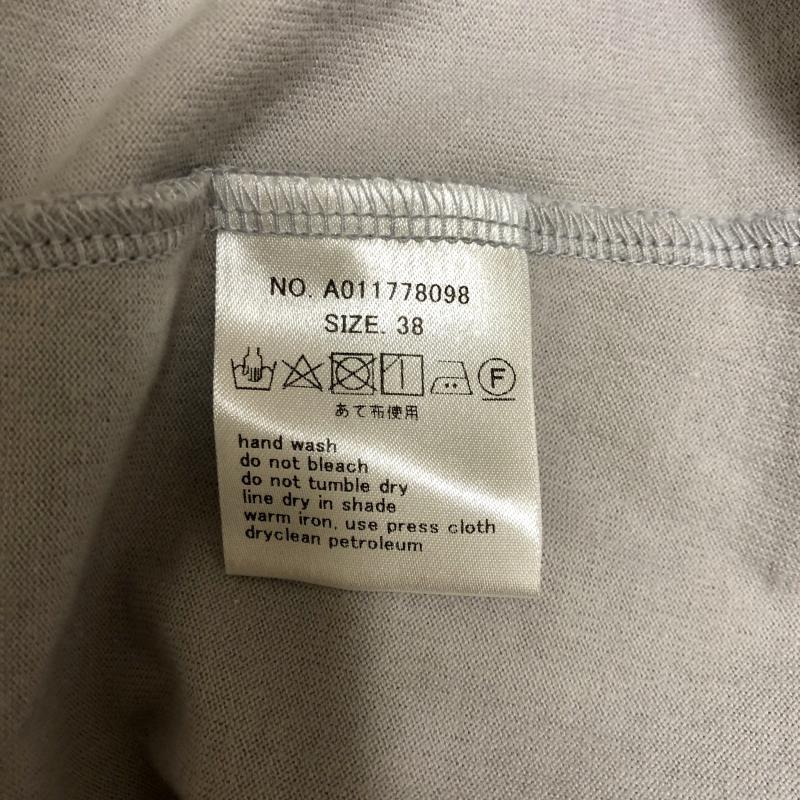 NO. A011778098
SIZE. 38
F
あて布使用
hand wash
do not bleach
do not tumble dry
line dry in shade
warm iron, use press cloth
dryclean petroleum